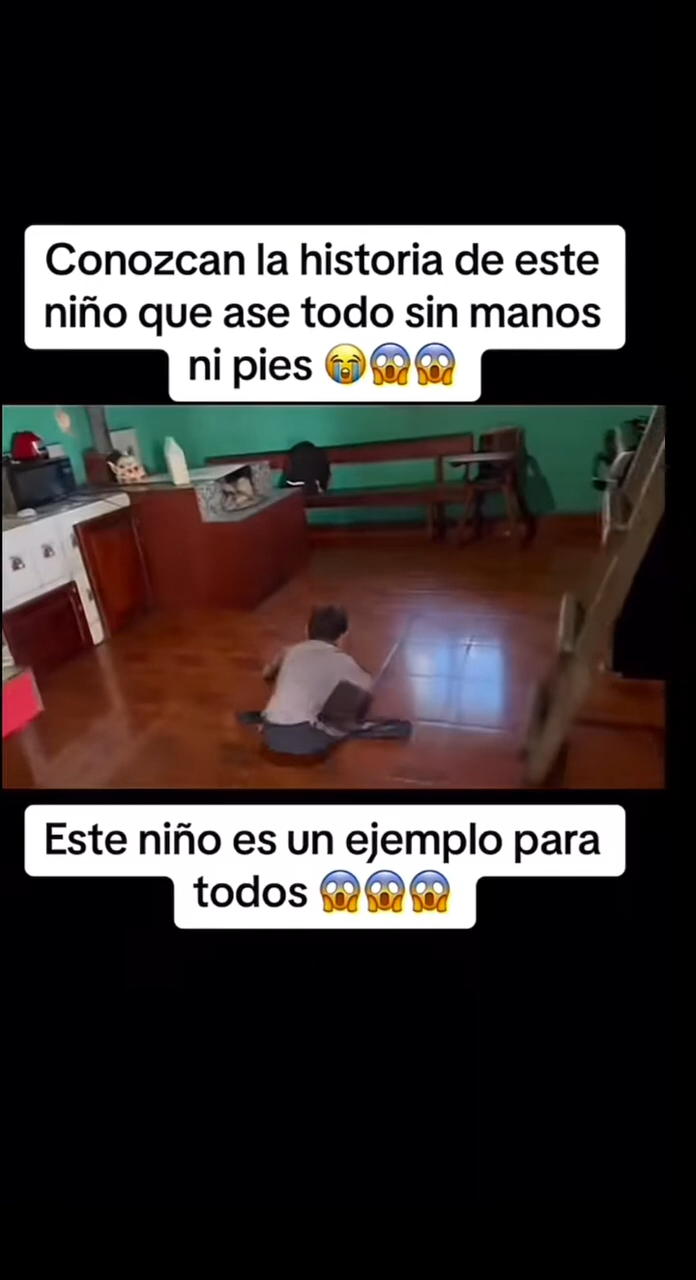 Conozcan la historia de este
niño que ase todo sin manos
ni pies 😭😱😱
Este niño es un ejemplo para
todos 😱😱😱